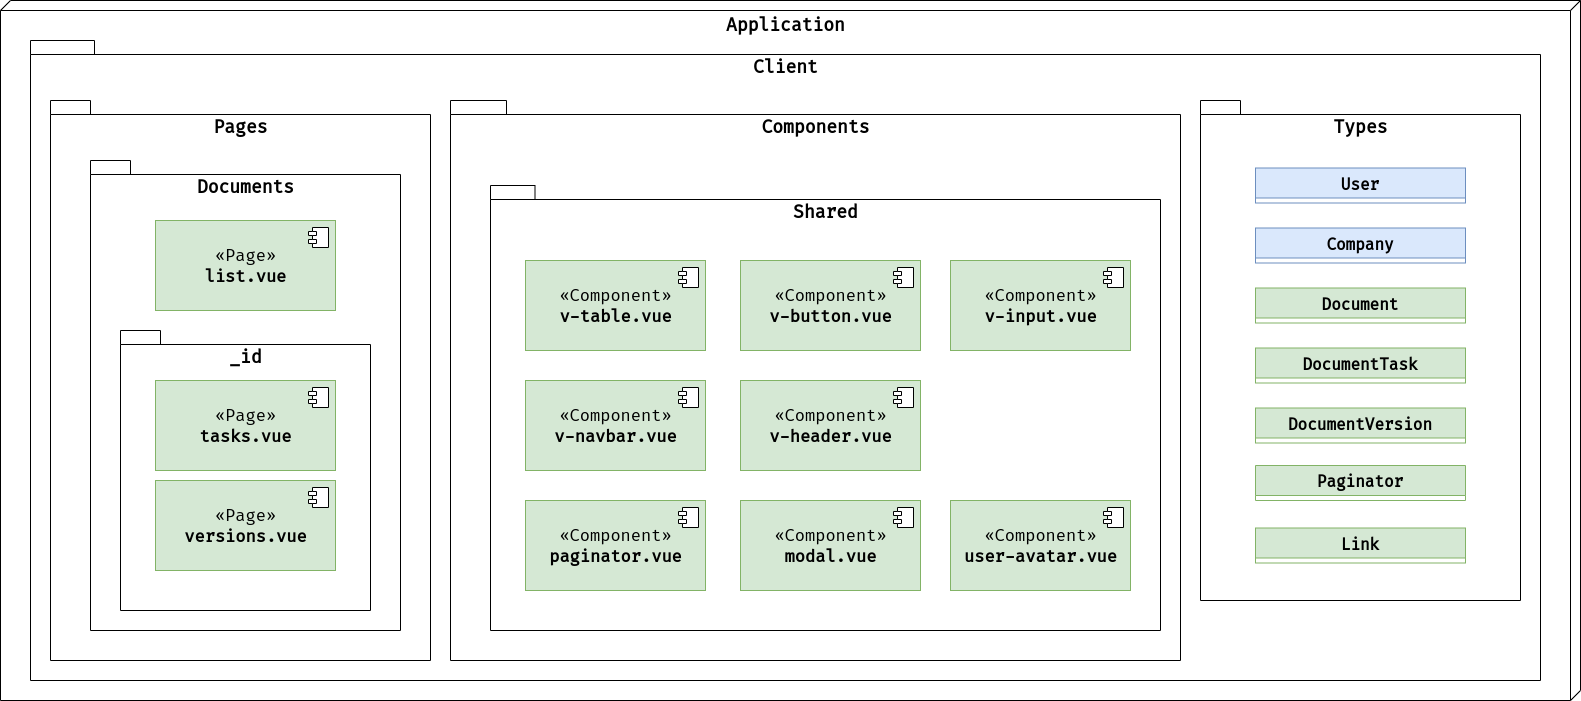 Application
Client
Pages
Documents
«Page»
list.vue
_id
«Page»
tasks.vue
«Page»
versions.vue
Components
Shared
«Component»
v-table.vue
«Component»
v-button.vue
«Component»
v-input.vue
«Component»
v-navbar.vue
«Component»
v-header.vue
«Component»
paginator.vue
«Component»
modal.vue
«Component»
user-avatar.vue
Types
User
Company
Document
DocumentTask
DocumentVersion
Paginator
Link